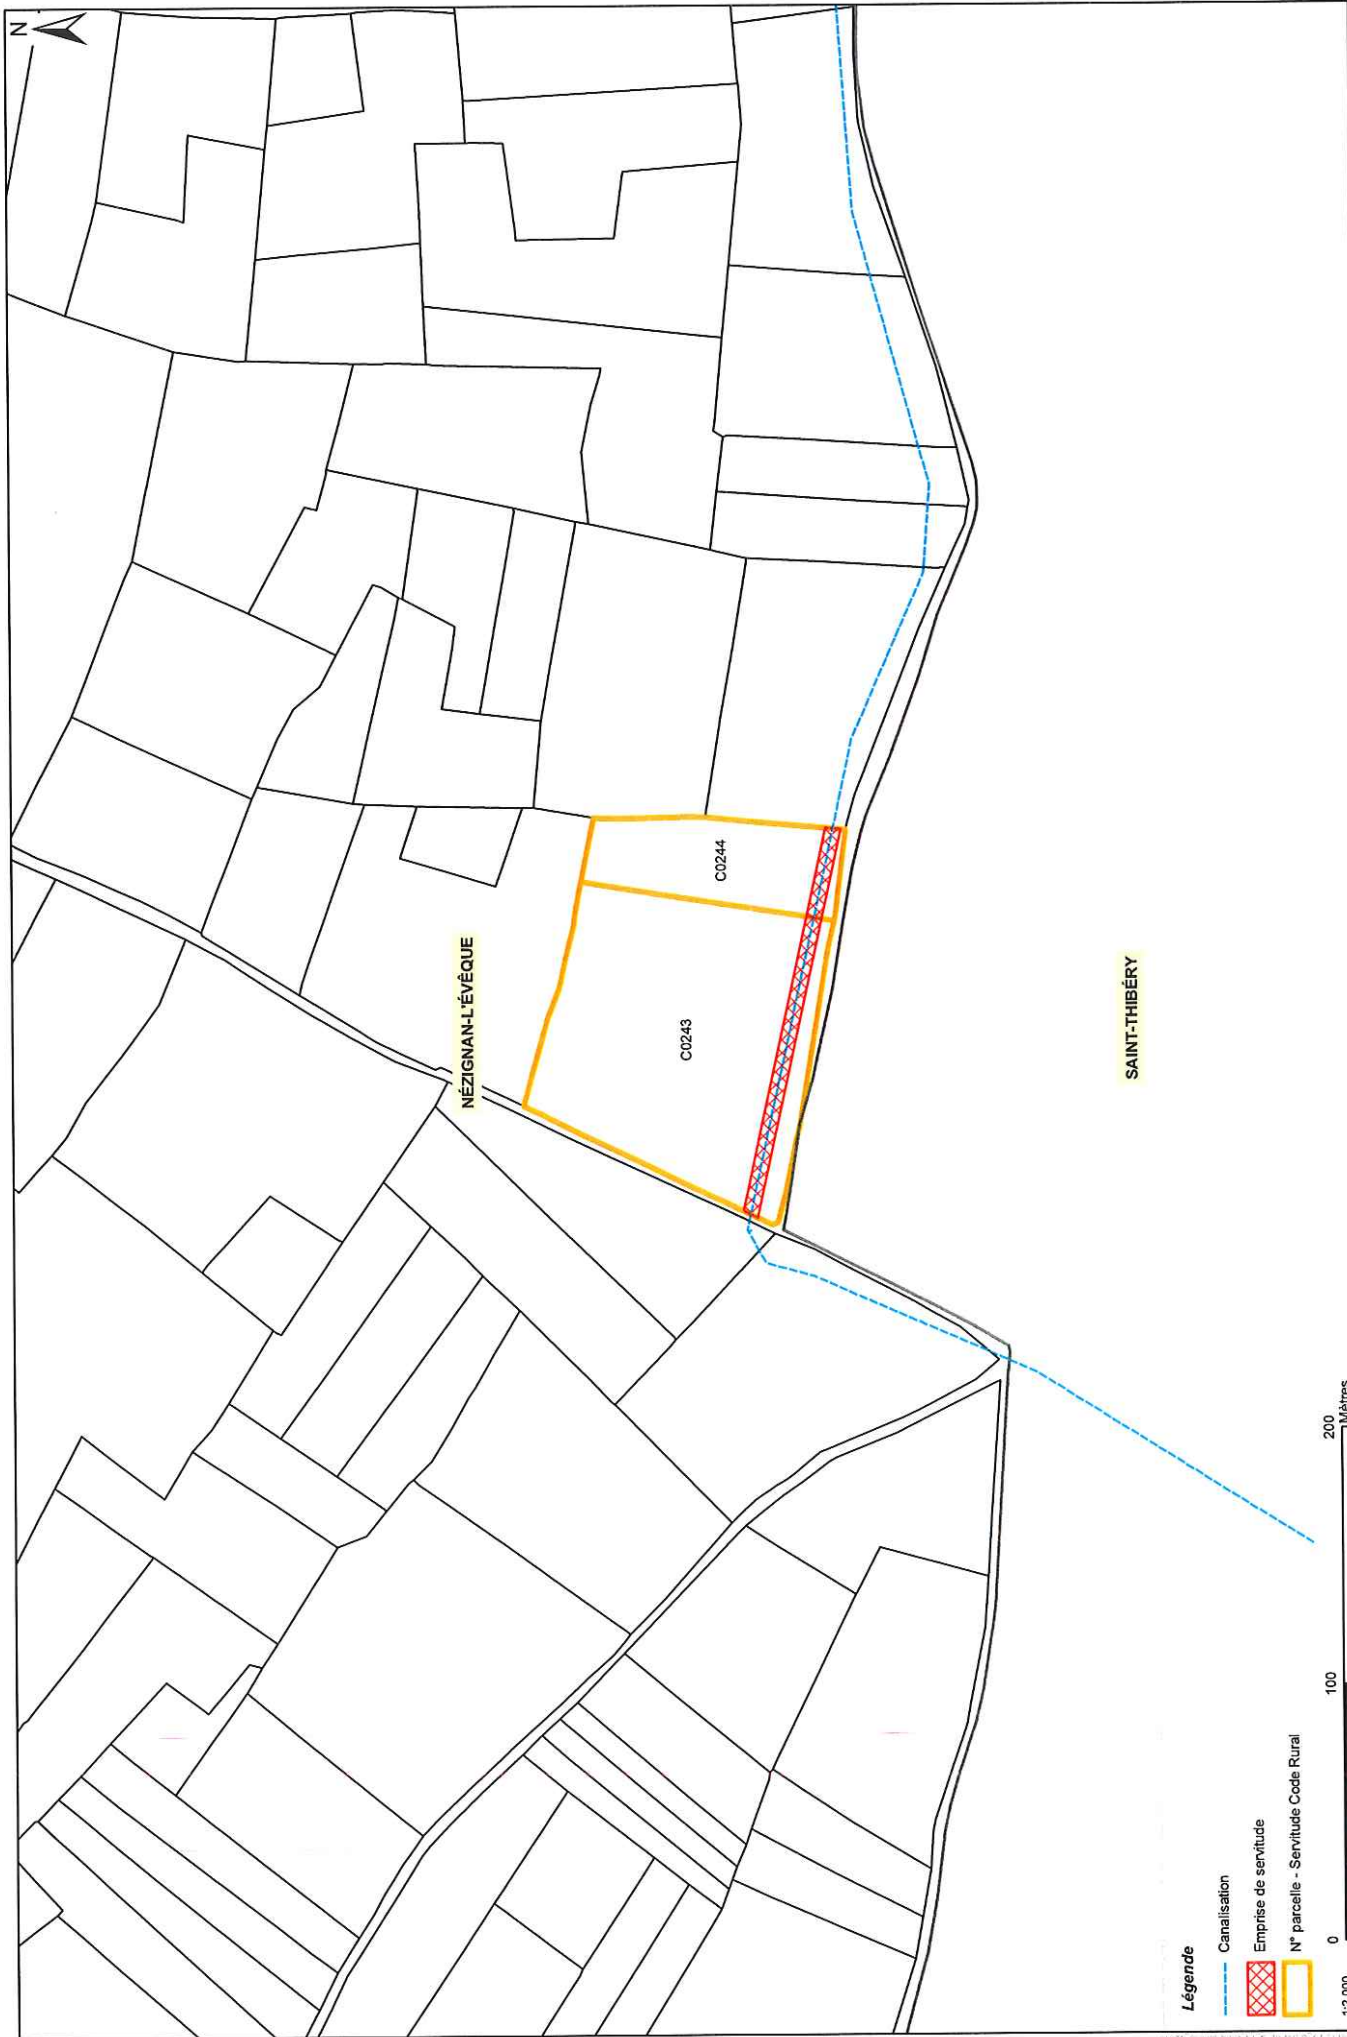 N
NÉZIGNAN-L'ÉVÊQUE
C0244
C0243
SAINT-THIBÉRY
Légende
Canalisation
Emprise de servitude
N° parcelle - Servitude Code Rural
0 100 200
Mètres